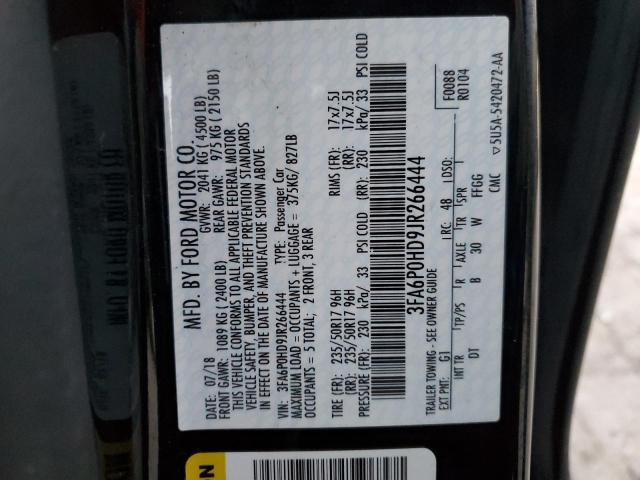 MFD. BY FORD MOTOR CO.
DATE: 07/18 GVWR: 2041 KG ( 4500 LB)
FRONT GAWR: 1089 KG ( 2400 LB) REAR GAWR: 975 KG ( 2150 LB)
THIS VEHICLE CONFORMS TO ALL APPLICABLE FEDERAL MOTOR
VEHICLE SAFETY, BUMPER, AND THEFT PREVENTION STANDARDS
IN EFFECT ON THE DATE OF MANUFACTURE SHOWN ABOVE.
VIN: 3FA6P0HD9JR266444 TYPE: Passenger Car
MAXIMUM LOAD = OCCUPANTS + LUGGAGE = 375KG/ 827LB
OCCUPANTS = 5 TOTAL; 2 FRONT, 3 REAR
TIRE (FR): 235/50R17 96H RIMS (FR): 17x7.5J
TIRE (RR): 235/50R17 96H (RR): 17x7.5J
PRESSURE (FR): 230 kPa/ 33 PSI COLD (RR): 230 kPa/ 33 PSI COLD
3FA6P0HD9JR266444
TRAILER TOWING - SEE OWNER GUIDE
F0088
R0104
EXT PNT: G1 RC: 48 DSO:
INT TR TP/PS R AXLE TR SPR
DT B 30 W FFGG
CMC ▽5U5A-5420472-AA
N